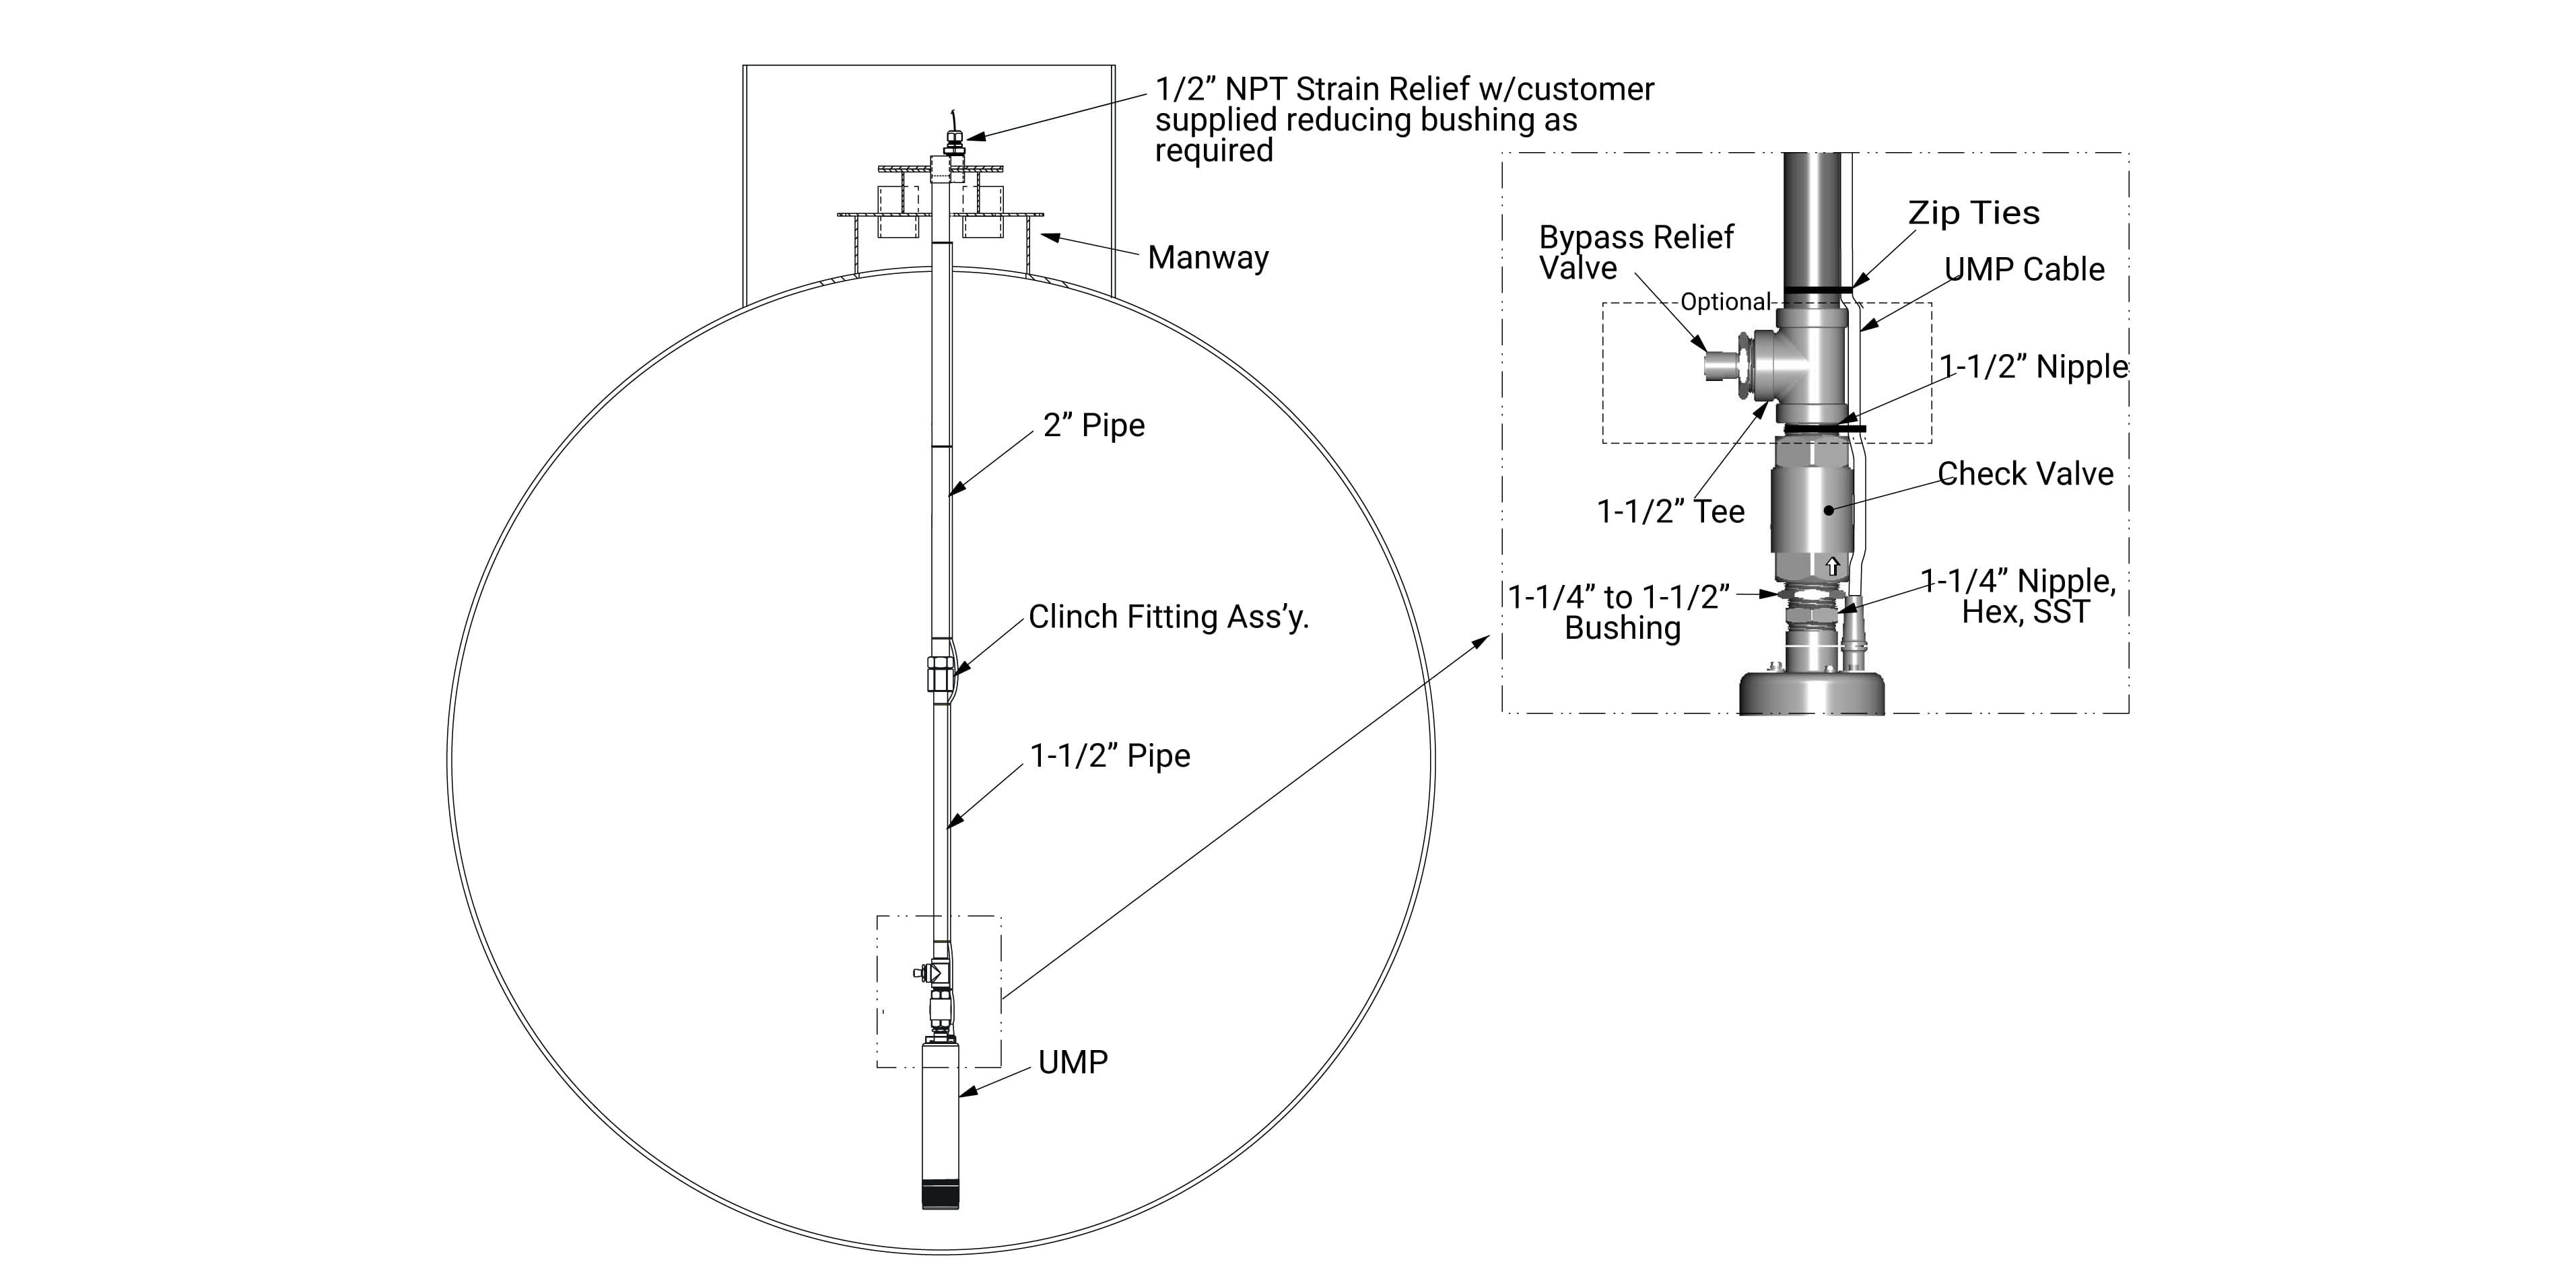 1/2” NPT Strain Relief w/customer
supplied reducing bushing as
required
Manway
2” Pipe
Clinch Fitting Ass’y.
1-1/2” Pipe
UMP
Zip Ties
Bypass Relief
Valve
UMP Cable
Optional
1-1/2” Nipple
Check Valve
1-1/2” Tee
1-1/4” to 1-1/2”
Bushing
1-1/4” Nipple,
Hex, SST